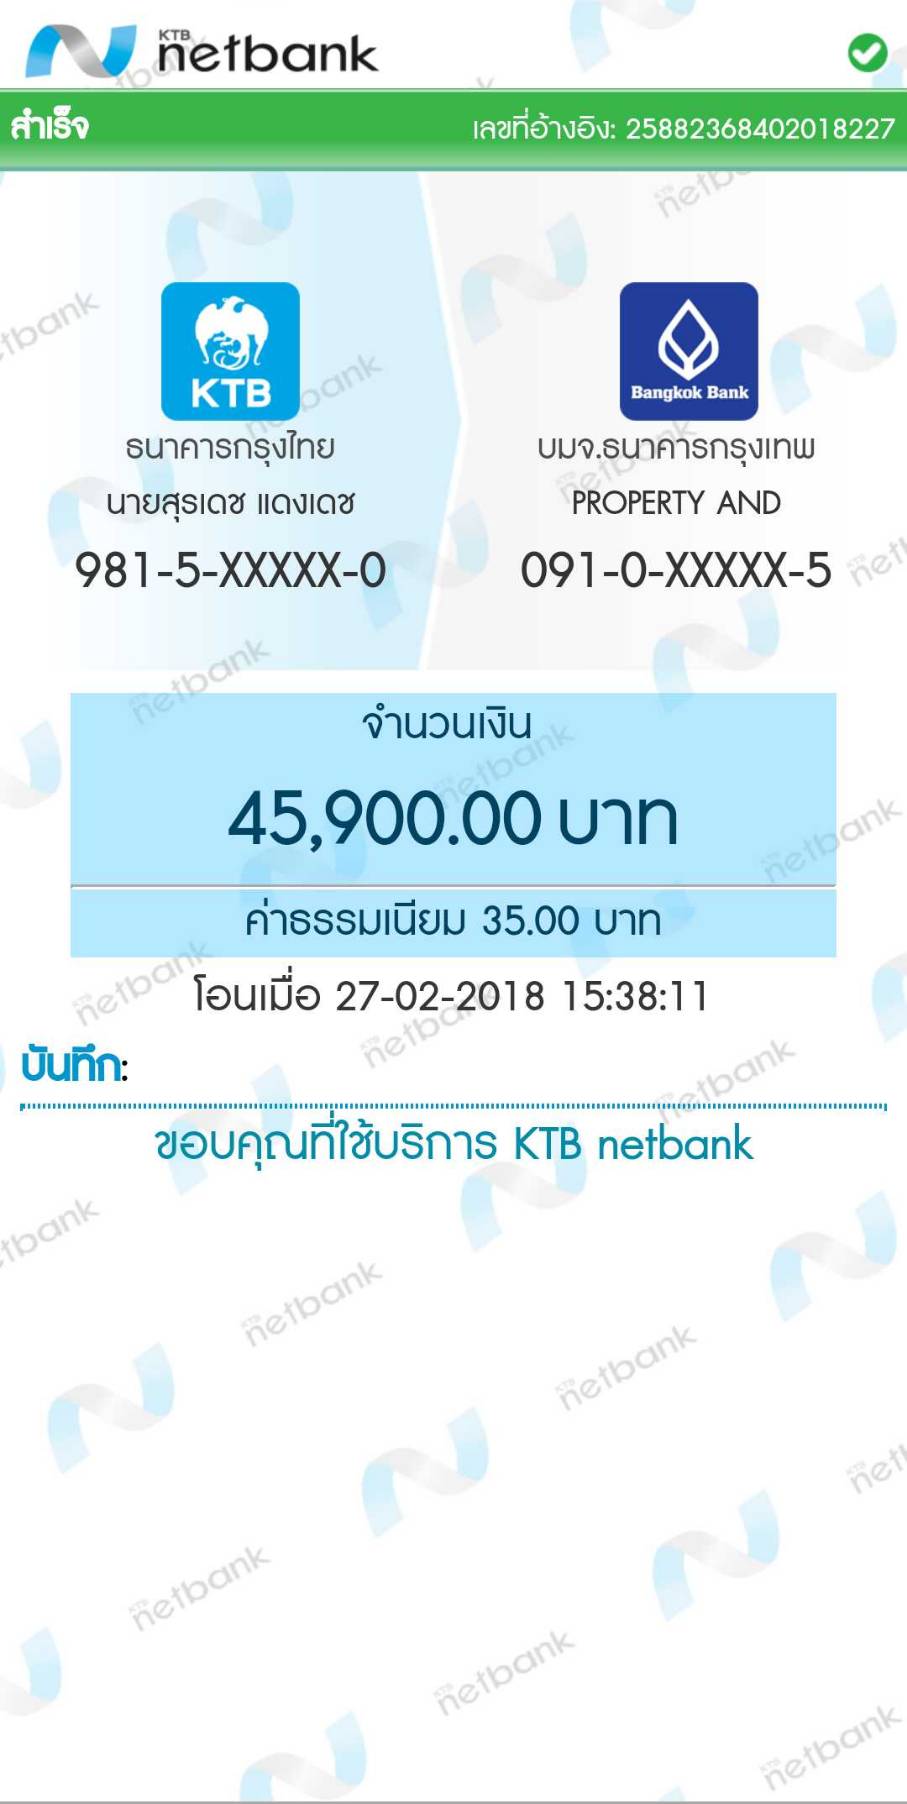 KTB netbank
สำเร็จ เลขที่อ้างอิง: 25882368402018227
KTB Bangkok Bank
ธนาคารกรุงไทย บมจ.ธนาคารกรุงเทพ
นายสุรเดช แดงเดช PROPERTY AND
981-5-XXXXX-0 091-0-XXXXX-5
จำนวนเงิน
45,900.00 บาท
ค่าธรรมเนียม 35.00 บาท
โอนเมื่อ 27-02-2018 15:38:11
บันทึก:
ขอบคุณที่ใช้บริการ KTB netbank